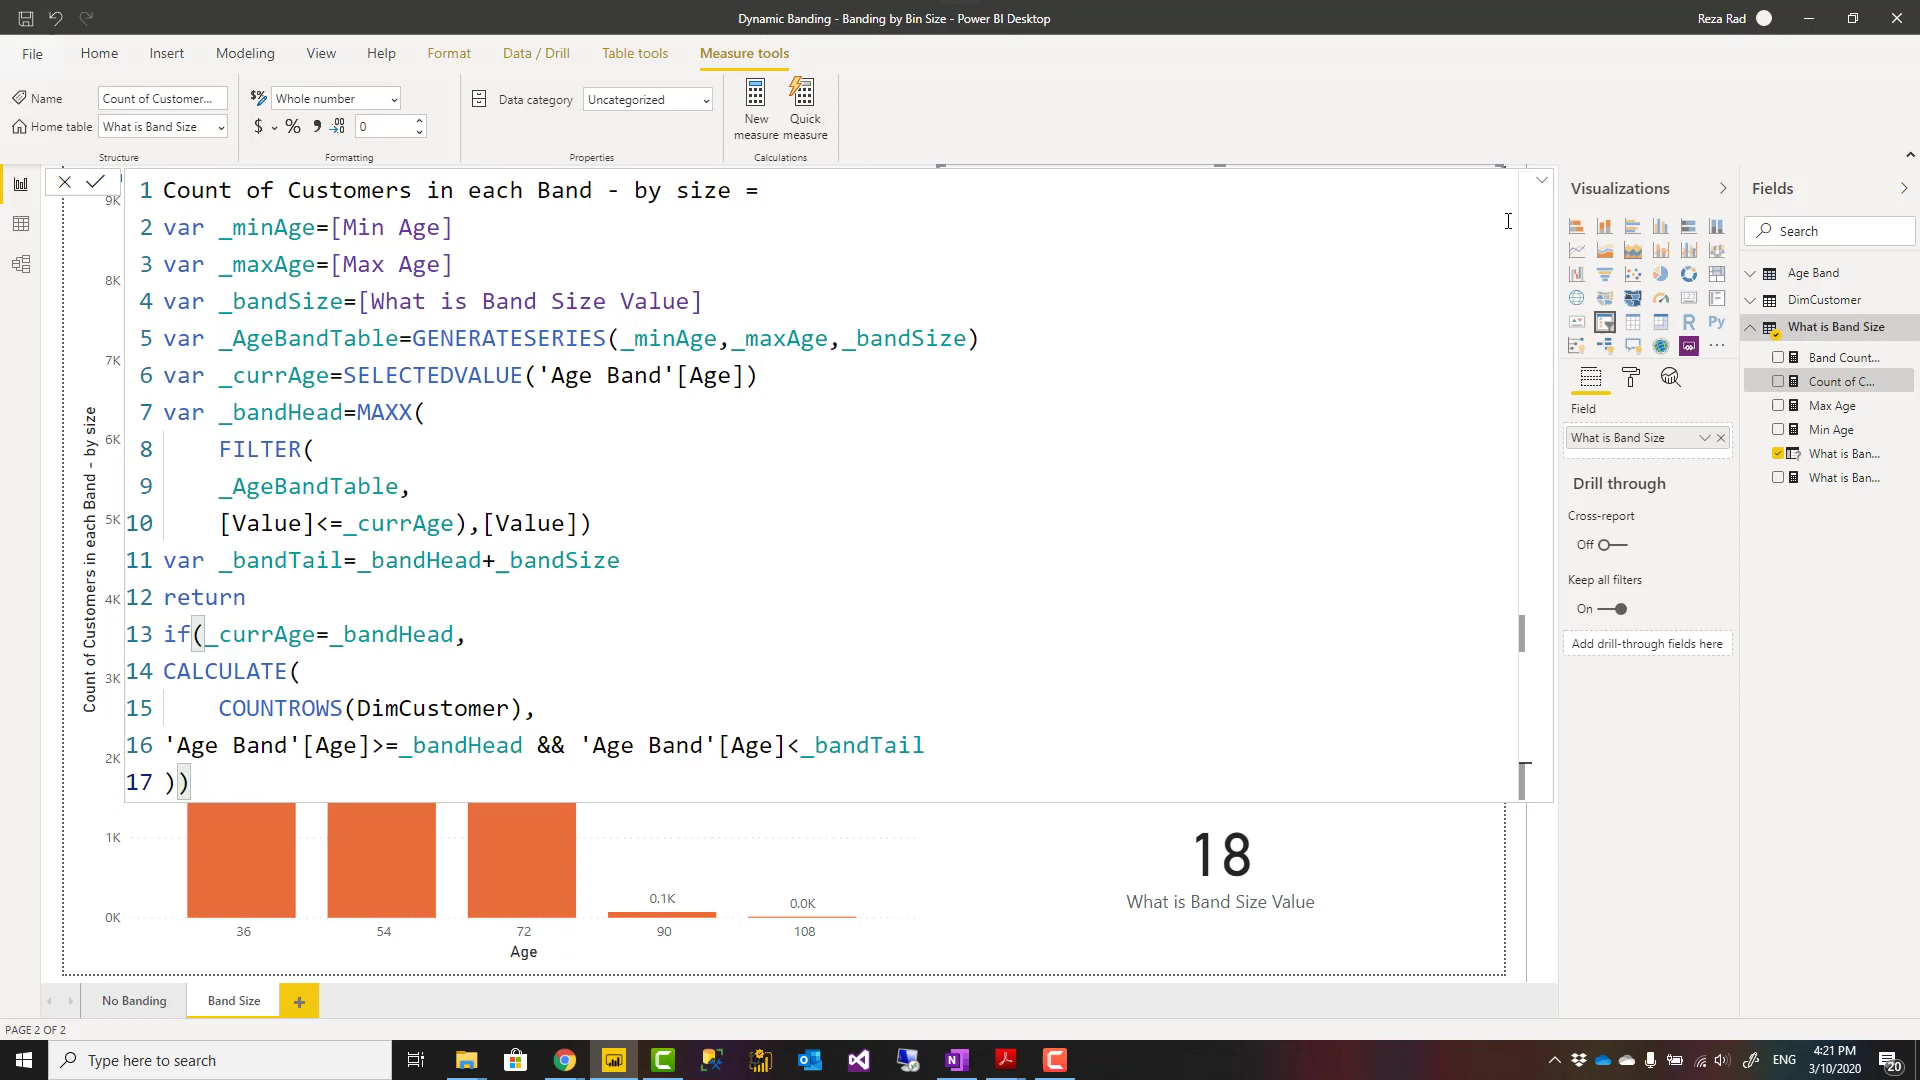 Dynamic Banding - Banding by Bin Size - Power BI Desktop
Reza Rad
File
Home
Insert
Modeling
View
Help
Format
Data / Drill
Table tools
Measure tools
Name
Count of Customer...
Whole number
Data category
Uncategorized
New measure
Quick measure
Home table
What is Band Size
$
%
0
Structure
Formatting
Properties
Calculations
1 Count of Customers in each Band - by size =
2 var _minAge=[Min Age]
3 var _maxAge=[Max Age]
4 var _bandSize=[What is Band Size Value]
5 var _AgeBandTable=GENERATESERIES(_minAge,_maxAge,_bandSize)
6 var _currAge=SELECTEDVALUE('Age Band'[Age])
7 var _bandHead=MAXX(
8 FILTER(
9 _AgeBandTable,
10 [Value]<=_currAge),[Value])
11 var _bandTail=_bandHead+_bandSize
12 return
13 if(_currAge=_bandHead,
14 CALCULATE(
15 COUNTROWS(DimCustomer),
16 'Age Band'[Age]>=_bandHead && 'Age Band'[Age]<_bandTail
17 ))
Count of Customers in each Band - by size
9K
8K
7K
6K
5K
4K
3K
2K
1K
0K
0.1K
0.0K
36
54
72
90
108
Age
18
What is Band Size Value
Visualizations
R
Py
Field
What is Band Size
Drill through
Cross-report
Off
Keep all filters
On
Add drill-through fields here
Fields
Search
Age Band
DimCustomer
What is Band Size
Band Count...
Count of C...
Max Age
Min Age
What is Ban...
What is Ban...
No Banding
Band Size
PAGE 2 OF 2
Type here to search
ENG
4:21 PM
3/10/2020
20